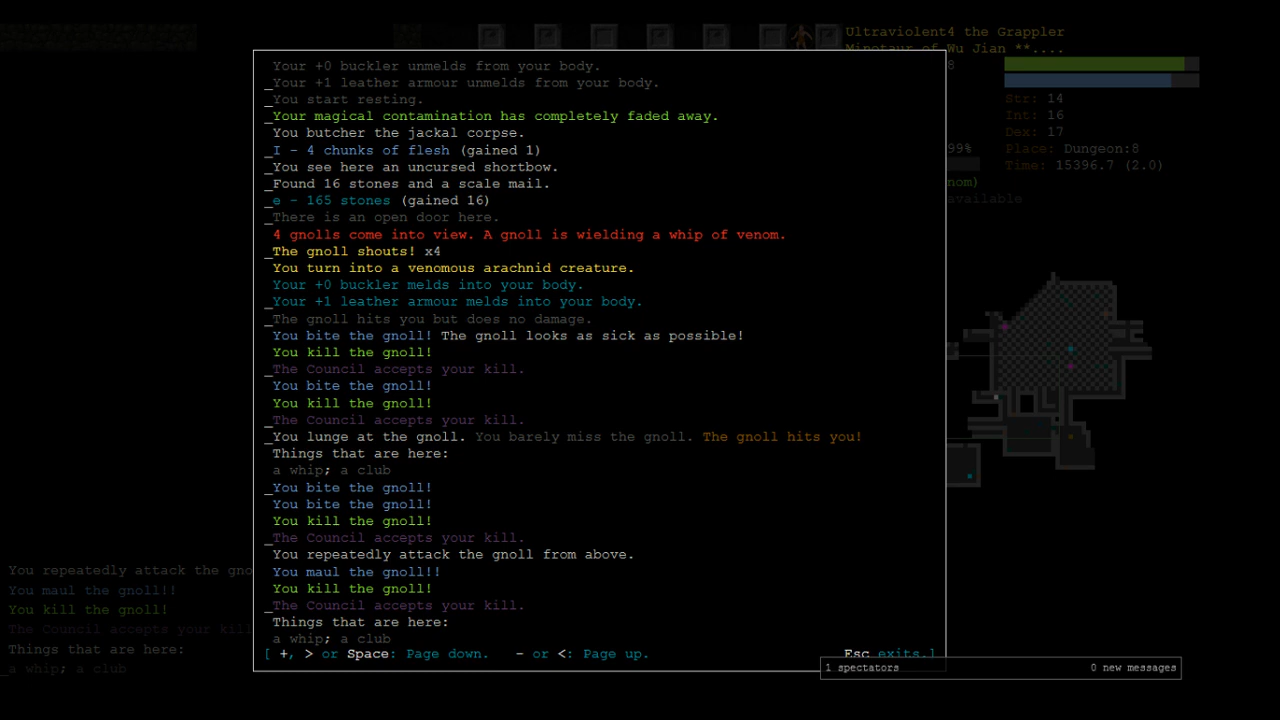 Ultraviolent4 the Grappler
Minotaur of Wu Jian **....
8
Str: 14
Int: 16
Dex: 17
99% Place: Dungeon:8
Time: 15396.7 (2.0)
nom)
available
Your +0 buckler unmelds from your body.
_Your +1 leather armour unmelds from your body.
_You start resting.
_Your magical contamination has completely faded away.
You butcher the jackal corpse.
_I - 4 chunks of flesh (gained 1)
_You see here an uncursed shortbow.
_Found 16 stones and a scale mail.
_e - 165 stones (gained 16)
_There is an open door here.
4 gnolls come into view. A gnoll is wielding a whip of venom.
_The gnoll shouts! x4
You turn into a venomous arachnid creature.
Your +0 buckler melds into your body.
_Your +1 leather armour melds into your body.
The gnoll hits you but does no damage.
You bite the gnoll! The gnoll looks as sick as possible!
You kill the gnoll!
_The Council accepts your kill.
You bite the gnoll!
You kill the gnoll!
_The Council accepts your kill.
_You lunge at the gnoll. You barely miss the gnoll. The gnoll hits you!
Things that are here:
a whip; a club
_You bite the gnoll!
You bite the gnoll!
You kill the gnoll!
_The Council accepts your kill.
You repeatedly attack the gnoll from above.
You maul the gnoll!!
You kill the gnoll!
_The Council accepts your kill.
Things that are here:
_a whip; a club
[ +, > or Space: Page down.   - or <: Page up.   Esc exits.]
You repeatedly attack the gno
You maul the gnoll!!
You kill the gnoll!
The Council accepts your kill
Things that are here:
_a whip; a club
1 spectators
0 new messages